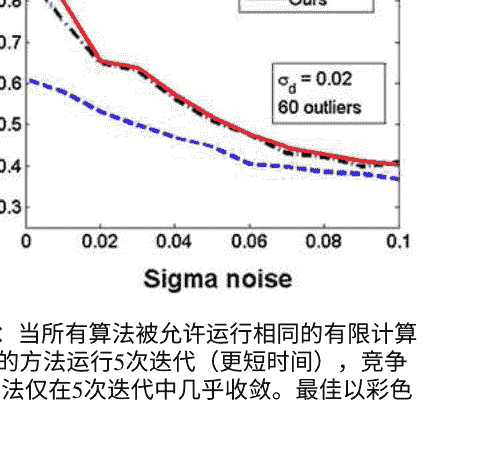 0.8
Ours
0.7
σd = 0.02
0.6
60 outliers
0.5
0.4
0.3
0 0.02 0.04 0.06 0.08 0.1
Sigma noise
：当所有算法被允许运行相同的有限计算
的方法运行5次迭代（更短时间），竞争
法仅在5次迭代中几乎收敛。最佳以彩色